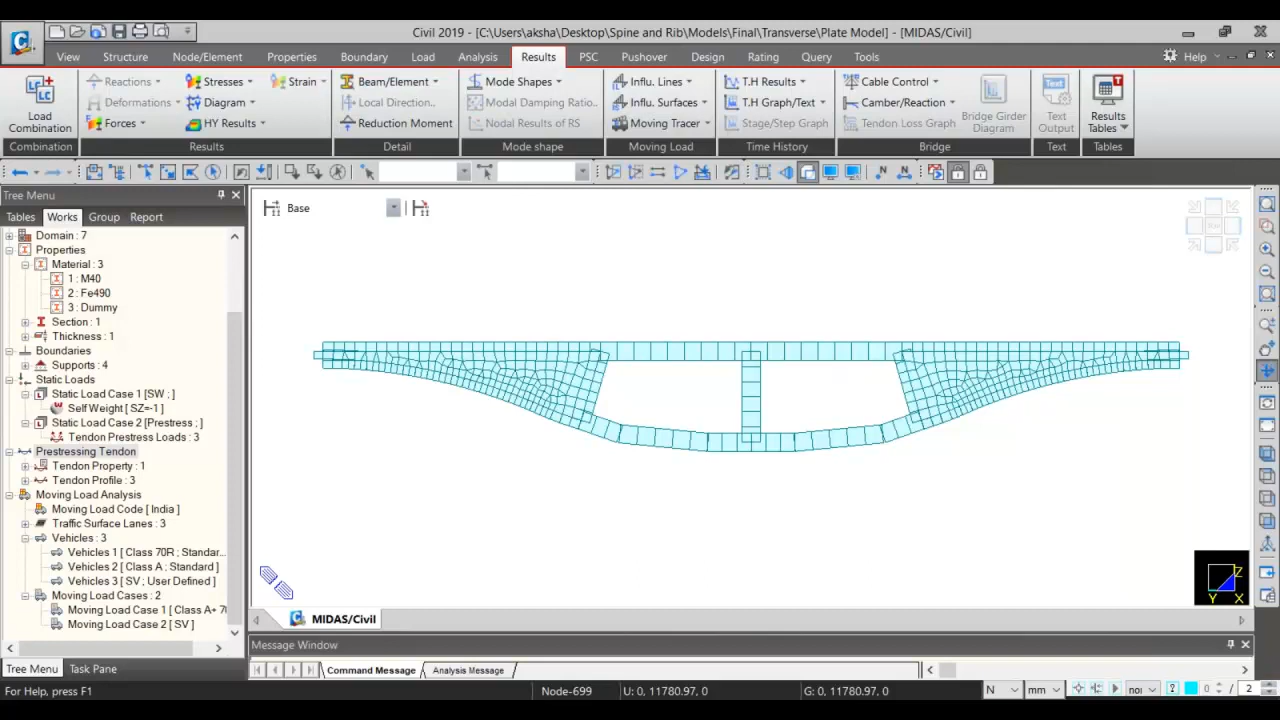 Civil 2019 - [C:\Users\aksha\Desktop\Spine and Rib\Models\Final\Transverse\Plate Model] - [MIDAS/Civil]
View Structure Node/Element Properties Boundary Load Analysis Results PSC Pushover Design Rating Query Tools Help
Load Combination
Reactions
Deformations
Forces
Stresses
Diagram
HY Results
Strain
Beam/Element
Local Direction..
Reduction Moment
Mode Shapes
Modal Damping Ratio..
Nodal Results of RS
Influ. Lines
Influ. Surfaces
Moving Tracer
T.H Results
T.H Graph/Text
Stage/Step Graph
Cable Control
Camber/Reaction
Tendon Loss Graph
Bridge Girder Diagram
Text Output
Results Tables
Combination Results Detail Mode shape Moving Load Time History Bridge Text Tables
Tree Menu
Tables Works Group Report
Domain : 7
Properties
Material : 3
1 : M40
2 : Fe490
3 : Dummy
Section : 1
Thickness : 1
Boundaries
Supports : 4
Static Loads
Static Load Case 1 [SW ; ]
Self Weight [ SZ=-1 ]
Static Load Case 2 [Prestress ; ]
Tendon Prestress Loads : 3
Prestressing Tendon
Tendon Property : 1
Tendon Profile : 3
Moving Load Analysis
Moving Load Code [ India ]
Traffic Surface Lanes : 3
Vehicles : 3
Vehicles 1 [ Class 70R ; Standar...
Vehicles 2 [ Class A ; Standard ]
Vehicles 3 [ SV ; User Defined ]
Moving Load Cases : 2
Moving Load Case 1 [ Class A+ 7
Moving Load Case 2 [ SV ]
Tree Menu Task Pane
Base
Z
Y X
MIDAS/Civil
Message Window
Command Message Analysis Message
For Help, press F1
Node-699
U: 0, 11780.97, 0
G: 0, 11780.97, 0
N mm 0 / 2